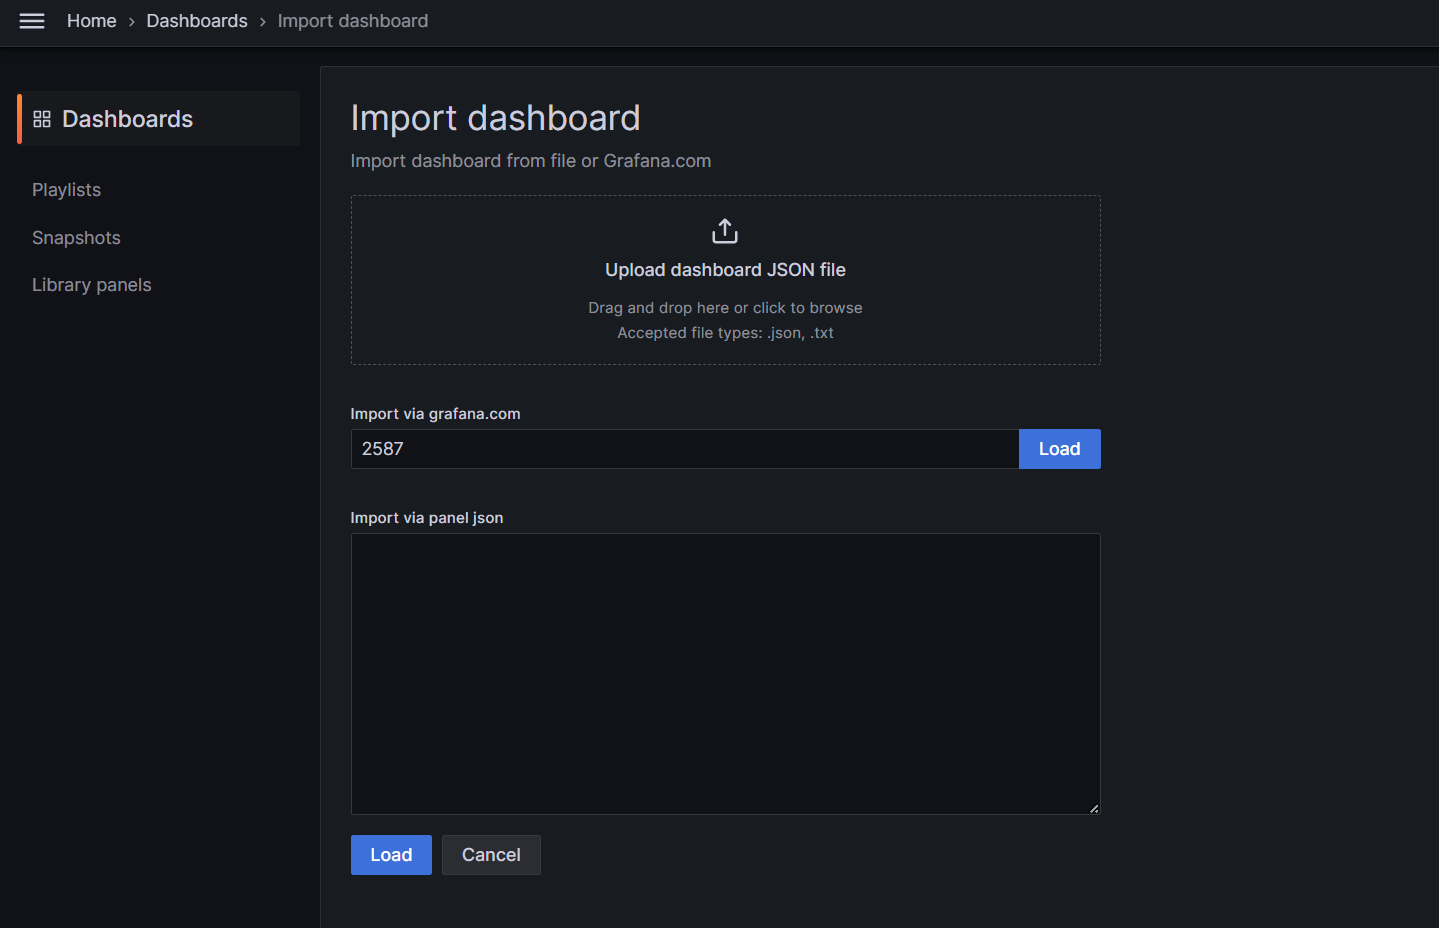 Home › Dashboards › Import dashboard
Dashboards
Playlists
Snapshots
Library panels
Import dashboard
Import dashboard from file or Grafana.com
Upload dashboard JSON file
Drag and drop here or click to browse
Accepted file types: .json, .txt
Import via grafana.com
2587 Load
Import via panel json
Load Cancel